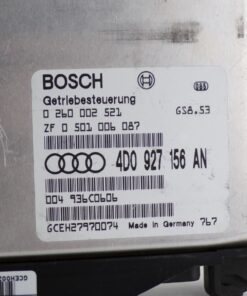 BOSCH
Getriebesteuerung
0 260 002 521 GS8.53
ZF 0 501 006 087
4D0 927 156 AN
004 936C0606
GCEH27970074 Made in Germany 767